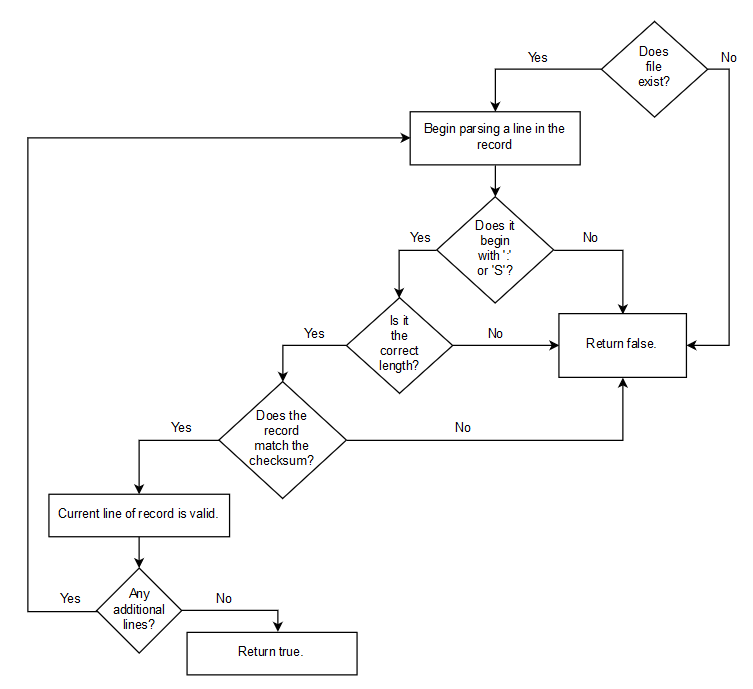 Does
file
exist?
Yes
No
Begin parsing a line in the
record
Does it
begin
with ':'
or 'S'?
Yes
No
Is it
the
correct
length?
Yes
No
Return false.
Does the
record
match the
checksum?
Yes
No
Current line of record is valid.
Any
additional
lines?
Yes
No
Return true.